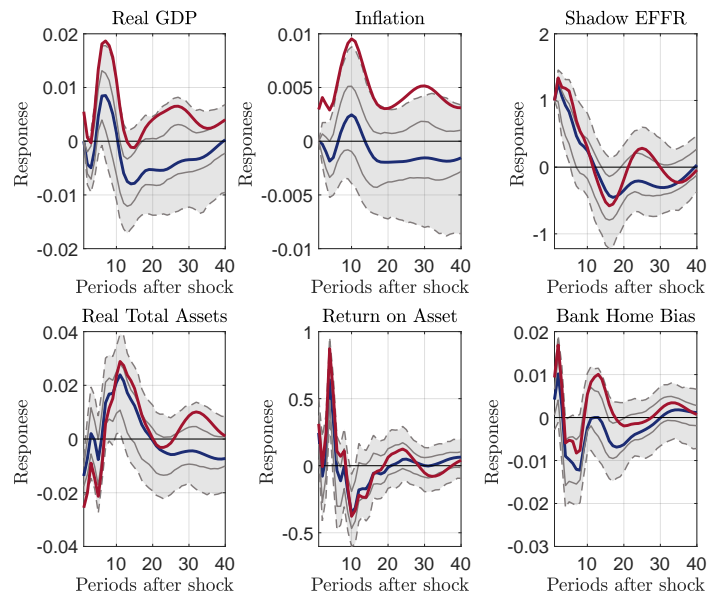 Real GDP Inflation Shadow EFFR
0.02 0.01 2
0.01 0.005 1
0 0 0
-0.01 -0.005 -1
-0.02 -0.01
Responese Responese Responese
10 20 30 40 10 20 30 40 10 20 30 40
Periods after shock Periods after shock Periods after shock
Real Total Assets Return on Asset Bank Home Bias
0.04 1 0.02
0.02 0.5 0.01
0 0 0
-0.02 -0.5 -0.01
-0.04 -0.02
-0.03
Responese Responese Responese
10 20 30 40 10 20 30 40 10 20 30 40
Periods after shock Periods after shock Periods after shock